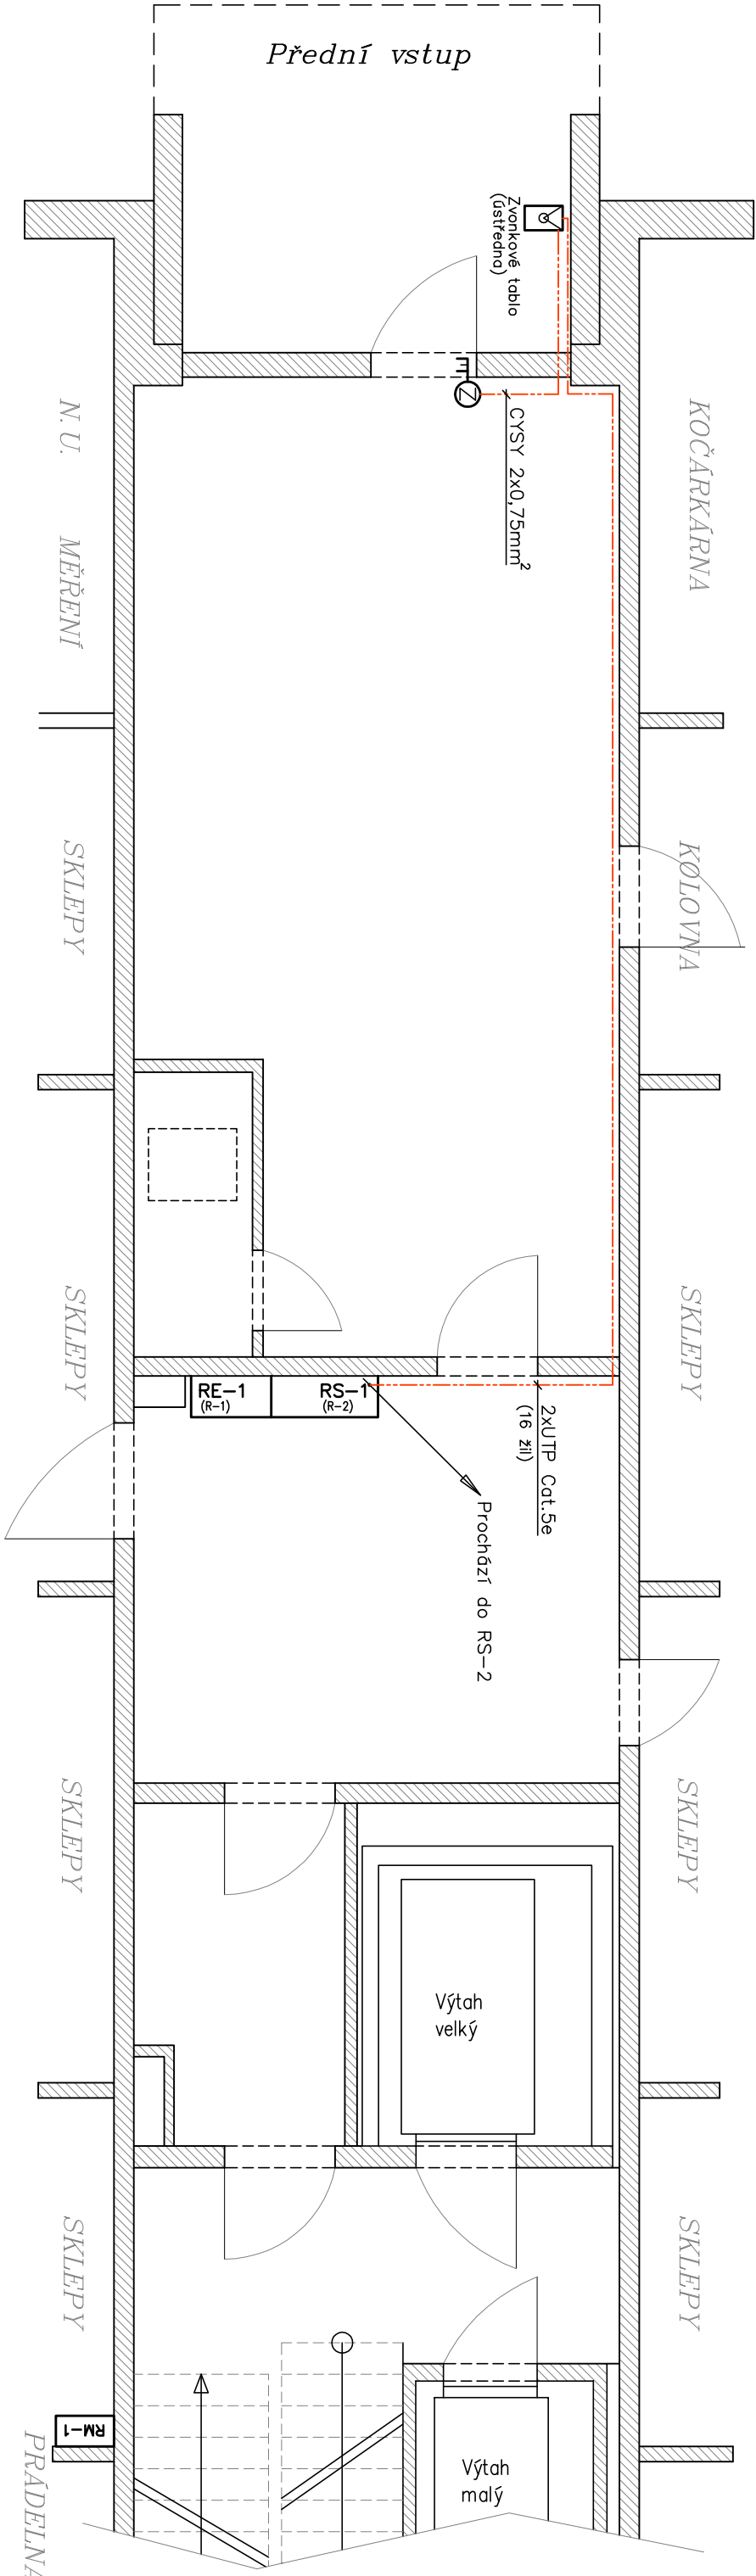 Přední vstup
Zvonkové tablo
(ústředna)
E
Z
CYSY 2x0,75mm²
N.U.
MĚŘENÍ
KOČÁRKÁRNA
SKLEPY
KOLOVNA
SKLEPY
SKLEPY
RE-1
(R-1)
RS-1
(R-2)
2xUTP Cat.5e
(16 žil)
Prochází do RS-2
SKLEPY
SKLEPY
Výtah
velký
SKLEPY
SKLEPY
RM-1
PRÁDELNA
Výtah
malý